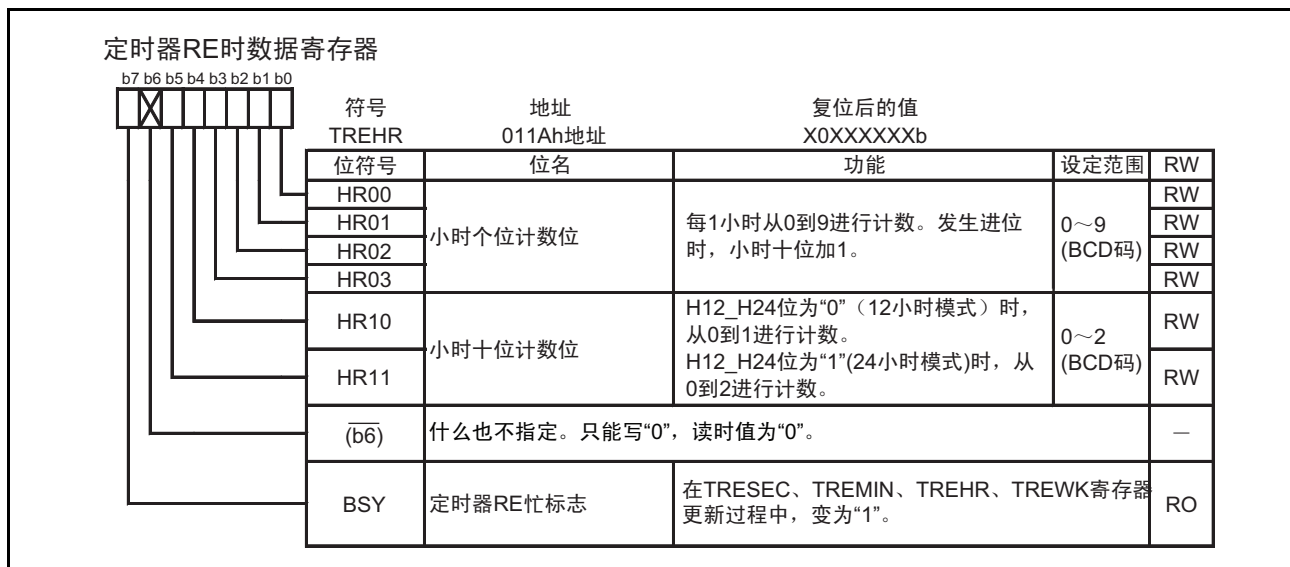 定时器RE时数据寄存器
b7 b6 b5 b4 b3 b2 b1 b0
符号 地址 复位后的值
TREHR 011Ah地址 X0XXXXXXb
位符号 位名 功能 设定范围 RW
HR00 RW
HR01 RW
HR02 RW
HR03 RW
小时个位计数位
每1小时从0到9进行计数。发生进位
时，小时十位加1。
0～9
(BCD码)
HR10 RW
HR11 RW
小时十位计数位
H12_H24位为“0”（12小时模式）时，
从0到1进行计数。
H12_H24位为“1”(24小时模式)时，从
0到2进行计数。
0～2
(BCD码)
—
(b6) 什么也不指定。只能写“0”，读时值为“0”。 —
BSY 定时器RE忙标志 RO
在TRESEC、TREMIN、TREHR、TREWK寄存器
更新过程中，变为“1”。